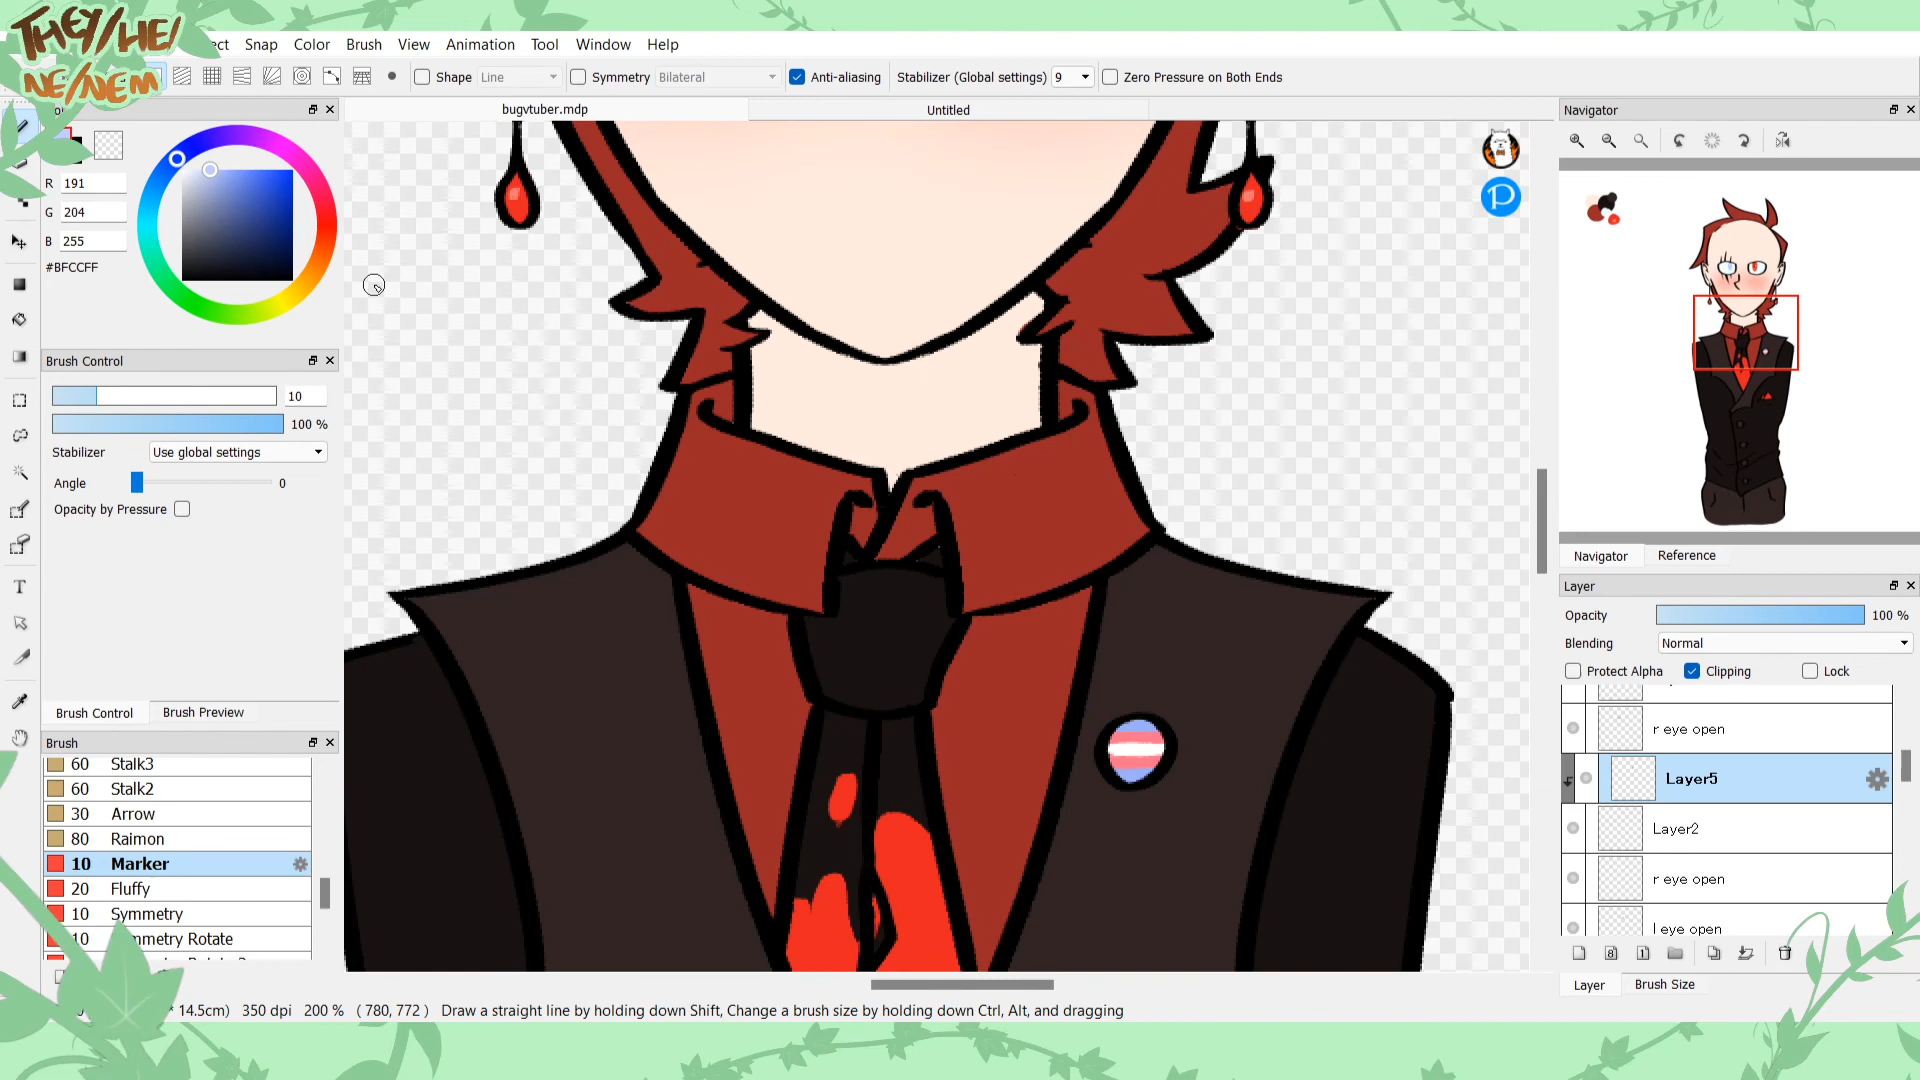 THEY/HE/
NE/NEM
Snap Color Brush View Animation Tool Window Help
Shape Line Symmetry Bilateral Anti-aliasing Stabilizer (Global settings) 9 Zero Pressure on Both Ends
bugvtuber.mdp Untitled
Navigator
R 191
G 204
B 255
#BFCCFF
Brush Control
10
100 %
Stabilizer Use global settings
Angle 0
Opacity by Pressure
Brush Control Brush Preview
Brush
60 Stalk3
60 Stalk2
30 Arrow
80 Raimon
10 Marker
20 Fluffy
10 Symmetry
P
Navigator Reference
Layer
Opacity 100 %
Blending Normal
Protect Alpha Clipping Lock
r eye open
Layer5
Layer2
r eye open
l eye open
8 1
Layer Brush Size
* 14.5cm) 350 dpi 200 % ( 780, 772 ) Draw a straight line by holding down Shift, Change a brush size by holding down Ctrl, Alt, and dragging